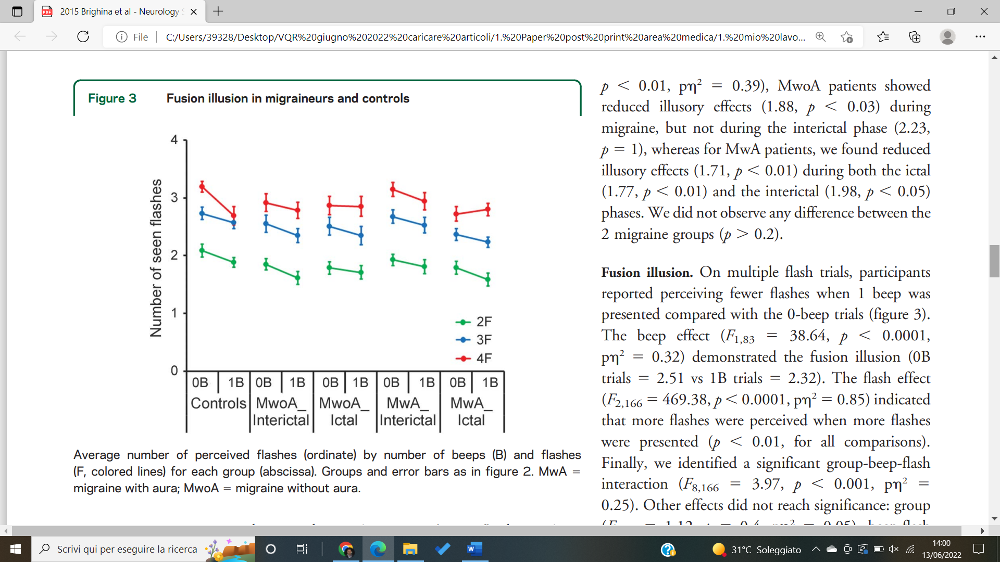 2015 Brighina et al - Neurology
File
C:/Users/39328/Desktop/VQR%20giugno%202022%20caricare%20articoli/1.%20Paper%20post%20print%20area%20medica/1.%20mio%20lavo...
Figure 3 Fusion illusion in migraineurs and controls
4
3
2
1
0
Number of seen flashes
2F
3F
4F
0B 1B 0B 1B 0B 1B 0B 1B 0B 1B
Controls MwoA_ MwoA_ MwA_ MwA_
Interictal Ictal Interictal Ictal
Average number of perceived flashes (ordinate) by number of beeps (B) and flashes
(F, colored lines) for each group (abscissa). Groups and error bars as in figure 2. MwA =
migraine with aura; MwoA = migraine without aura.
p < 0.01, pη² = 0.39), MwoA patients showed
reduced illusory effects (1.88, p < 0.03) during
migraine, but not during the interictal phase (2.23,
p = 1), whereas for MwA patients, we found reduced
illusory effects (1.71, p < 0.01) during both the ictal
(1.77, p < 0.01) and the interictal (1.98, p < 0.05)
phases. We did not observe any difference between the
2 migraine groups (p > 0.2).
Fusion illusion. On multiple flash trials, participants
reported perceiving fewer flashes when 1 beep was
presented compared with the 0-beep trials (figure 3).
The beep effect (F1,83 = 38.64, p < 0.0001,
pη² = 0.32) demonstrated the fusion illusion (0B
trials = 2.51 vs 1B trials = 2.32). The flash effect
(F2,166 = 469.38, p < 0.0001, pη² = 0.85) indicated
that more flashes were perceived when more flashes
were presented (p < 0.01, for all comparisons).
Finally, we identified a significant group-beep-flash
interaction (F8,166 = 3.97, p < 0.001, pη² =
0.25). Other effects did not reach significance: group
Scrivi qui per eseguire la ricerca
31°C Soleggiato
14:00
13/06/2022